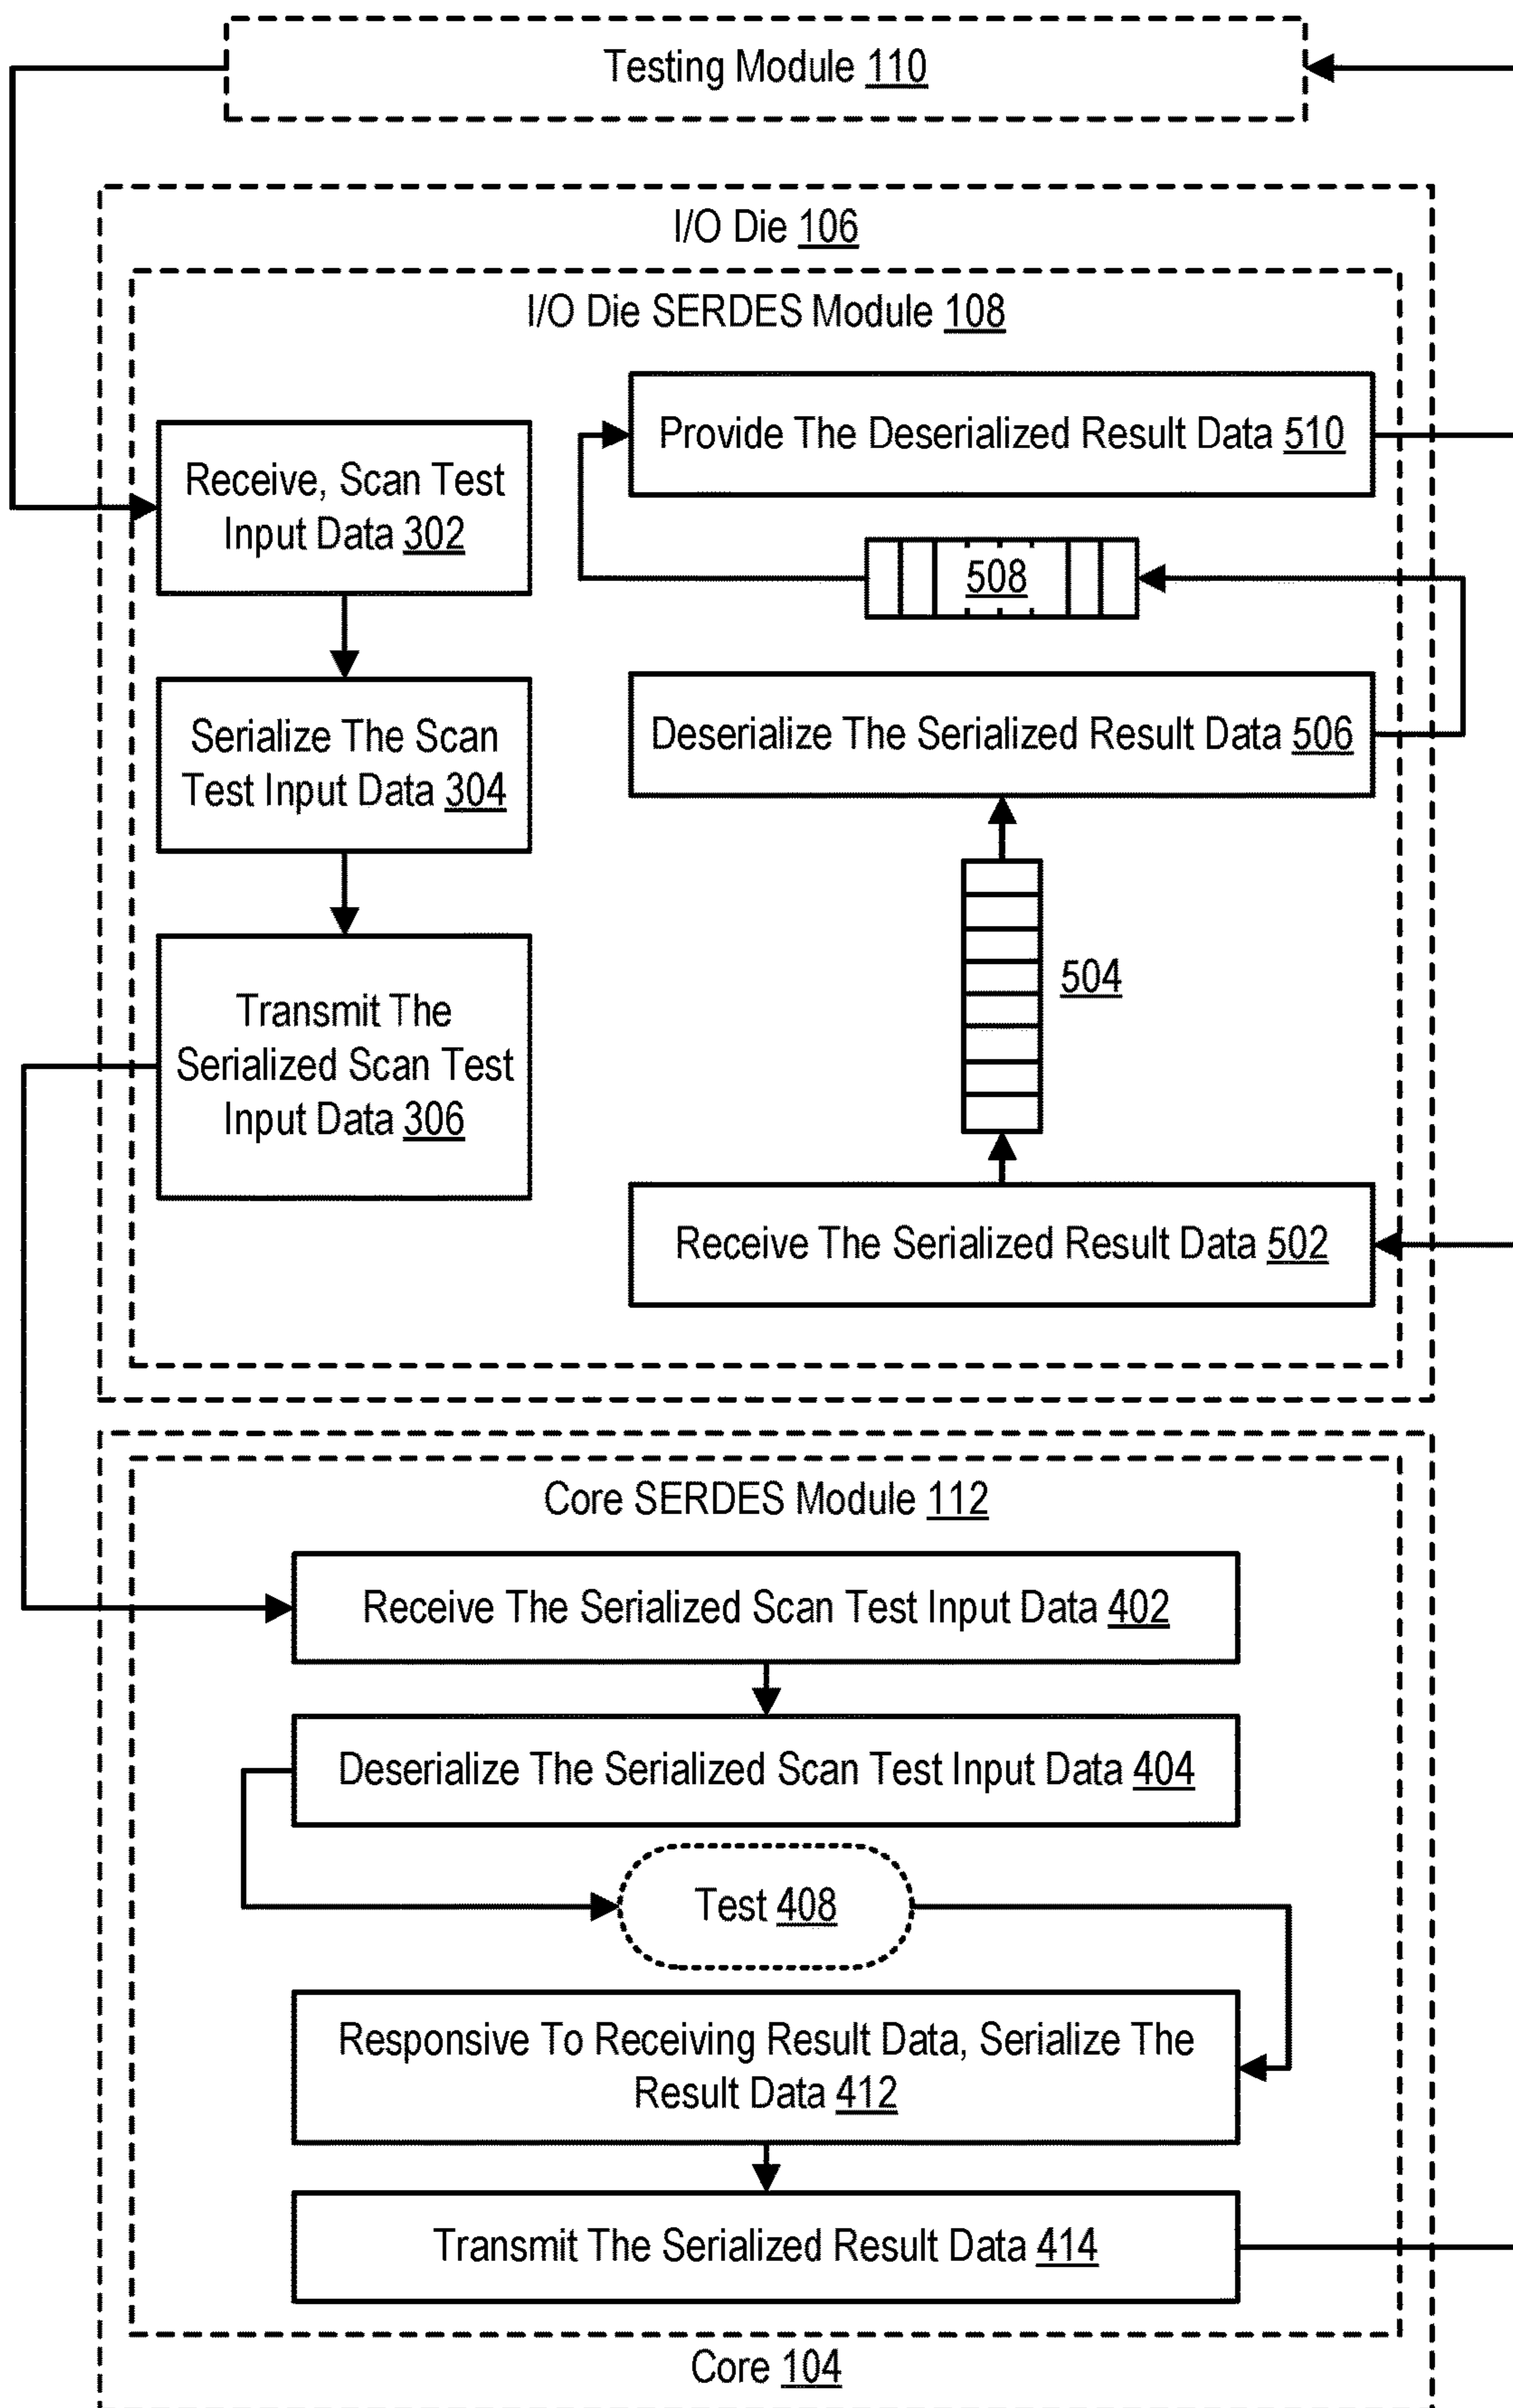 Testing Module 110
I/O Die 106
I/O Die SERDES Module 108
Receive, Scan Test
Input Data 302
Serialize The Scan
Test Input Data 304
Transmit The
Serialized Scan Test
Input Data 306
Provide The Deserialized Result Data 510
508
Deserialize The Serialized Result Data 506
504
Receive The Serialized Result Data 502
Core SERDES Module 112
Receive The Serialized Scan Test Input Data 402
Deserialize The Serialized Scan Test Input Data 404
Test 408
Responsive To Receiving Result Data, Serialize The
Result Data 412
Transmit The Serialized Result Data 414
Core 104